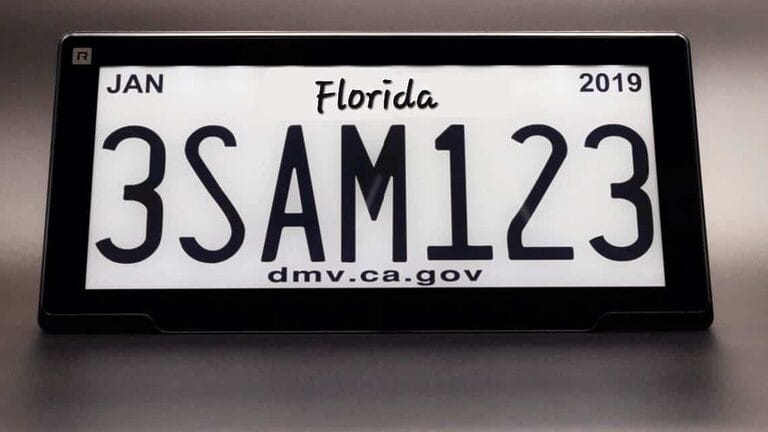 R
JAN 2019
Florida
3SAM123
dmv.ca.gov